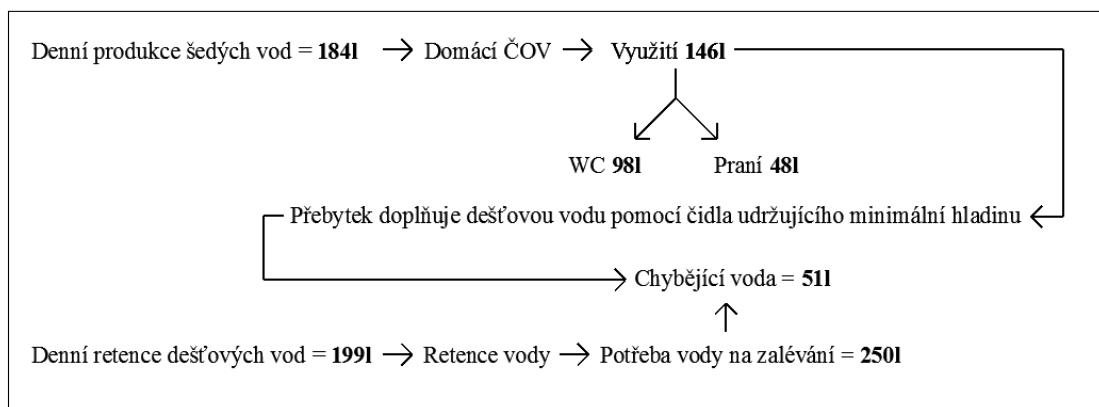 Denní produkce šedých vod = 184l Domácí ČOV Využití 146l
WC 98l Praní 48l
Přebytek doplňuje dešťovou vodu pomocí čidla udržujícího minimální hladinu
Chybějící voda = 51l
Denní retence dešťových vod = 199l Retence vody Potřeba vody na zalévání = 250l